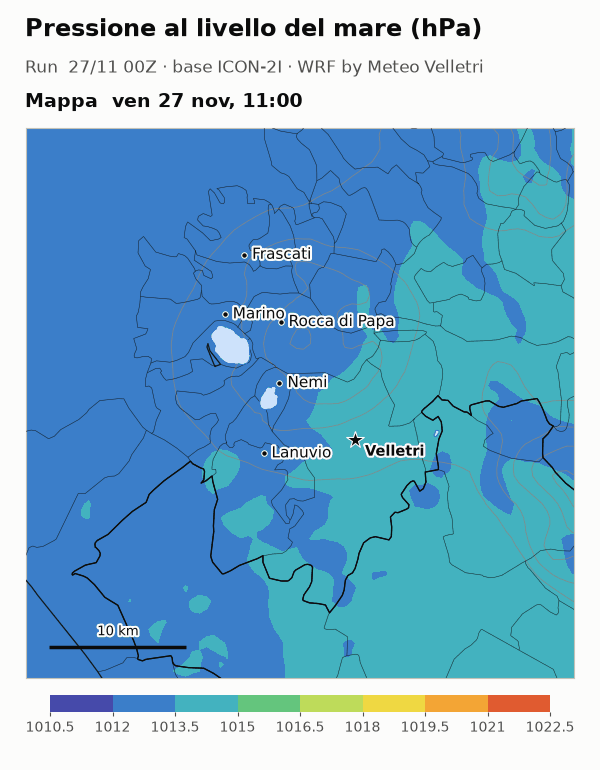 Pressione al livello del mare (hPa)
Run  27/11 00Z · base ICON-2I · WRF by Meteo Velletri
Mappa  ven 27 nov, 11:00
Frascati
Marino
Rocca di Papa
Nemi
Lanuvio
Velletri
10 km
1010.5 1012 1013.5 1015 1016.5 1018 1019.5 1021 1022.5